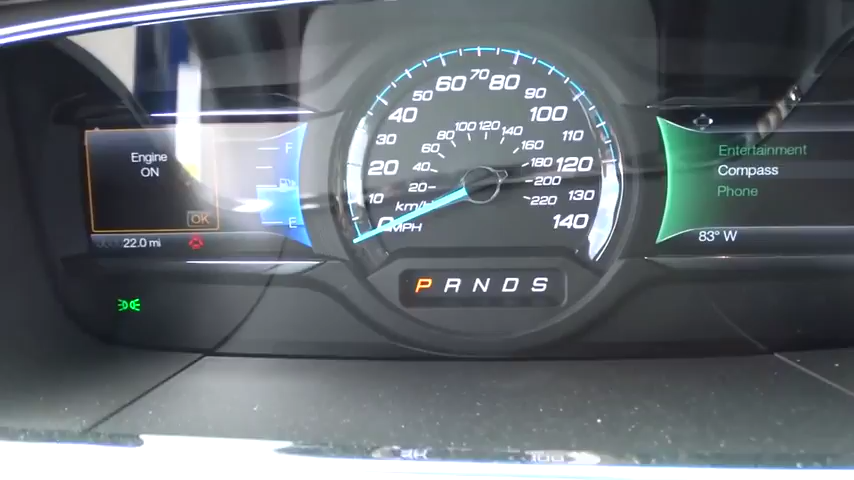 Engine
ON
OK
22.0 mi
F
E
0
10
20
30
40
50
60
70
80
90
100
110
120
130
140
MPH
km/h
20
40
60
80
100
120
140
160
180
200
220
P R N D S
Entertainment
Compass
Phone
83° W